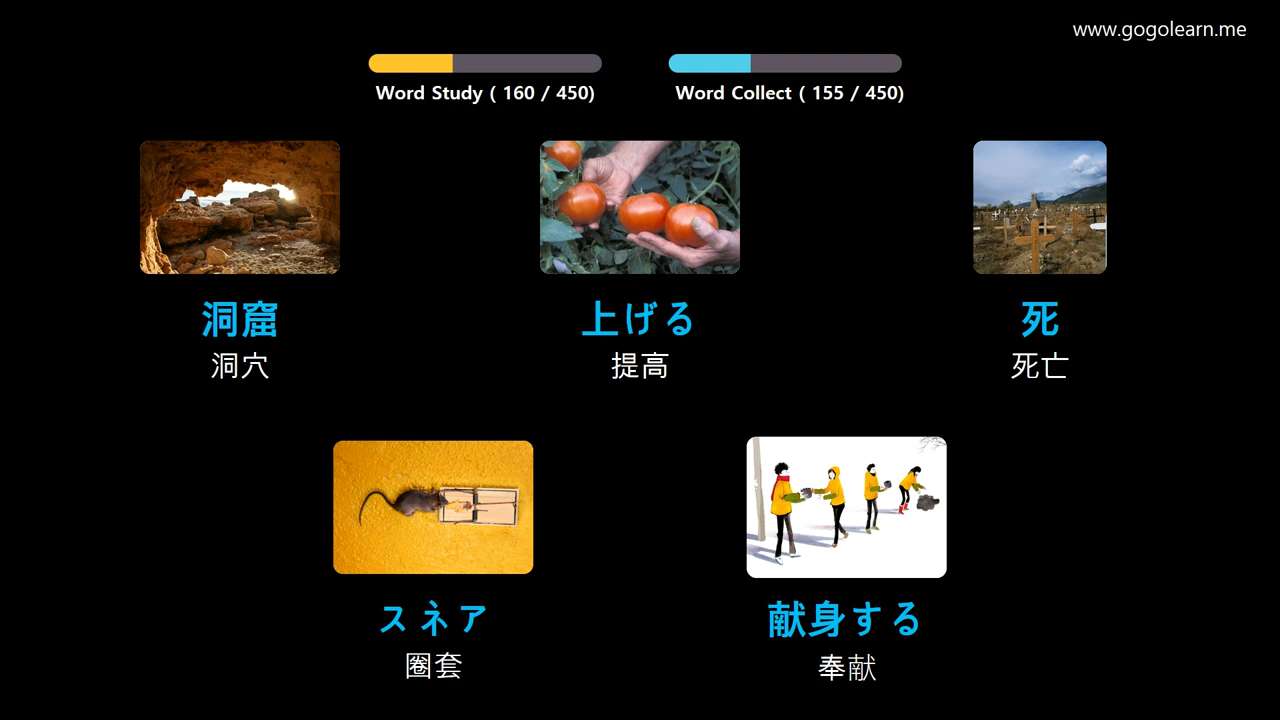 www.gogolearn.me
Word Study ( 160 / 450)
Word Collect ( 155 / 450)
洞窟
洞穴
上げる
提高
死
死亡
スネア
圈套
献身する
奉献